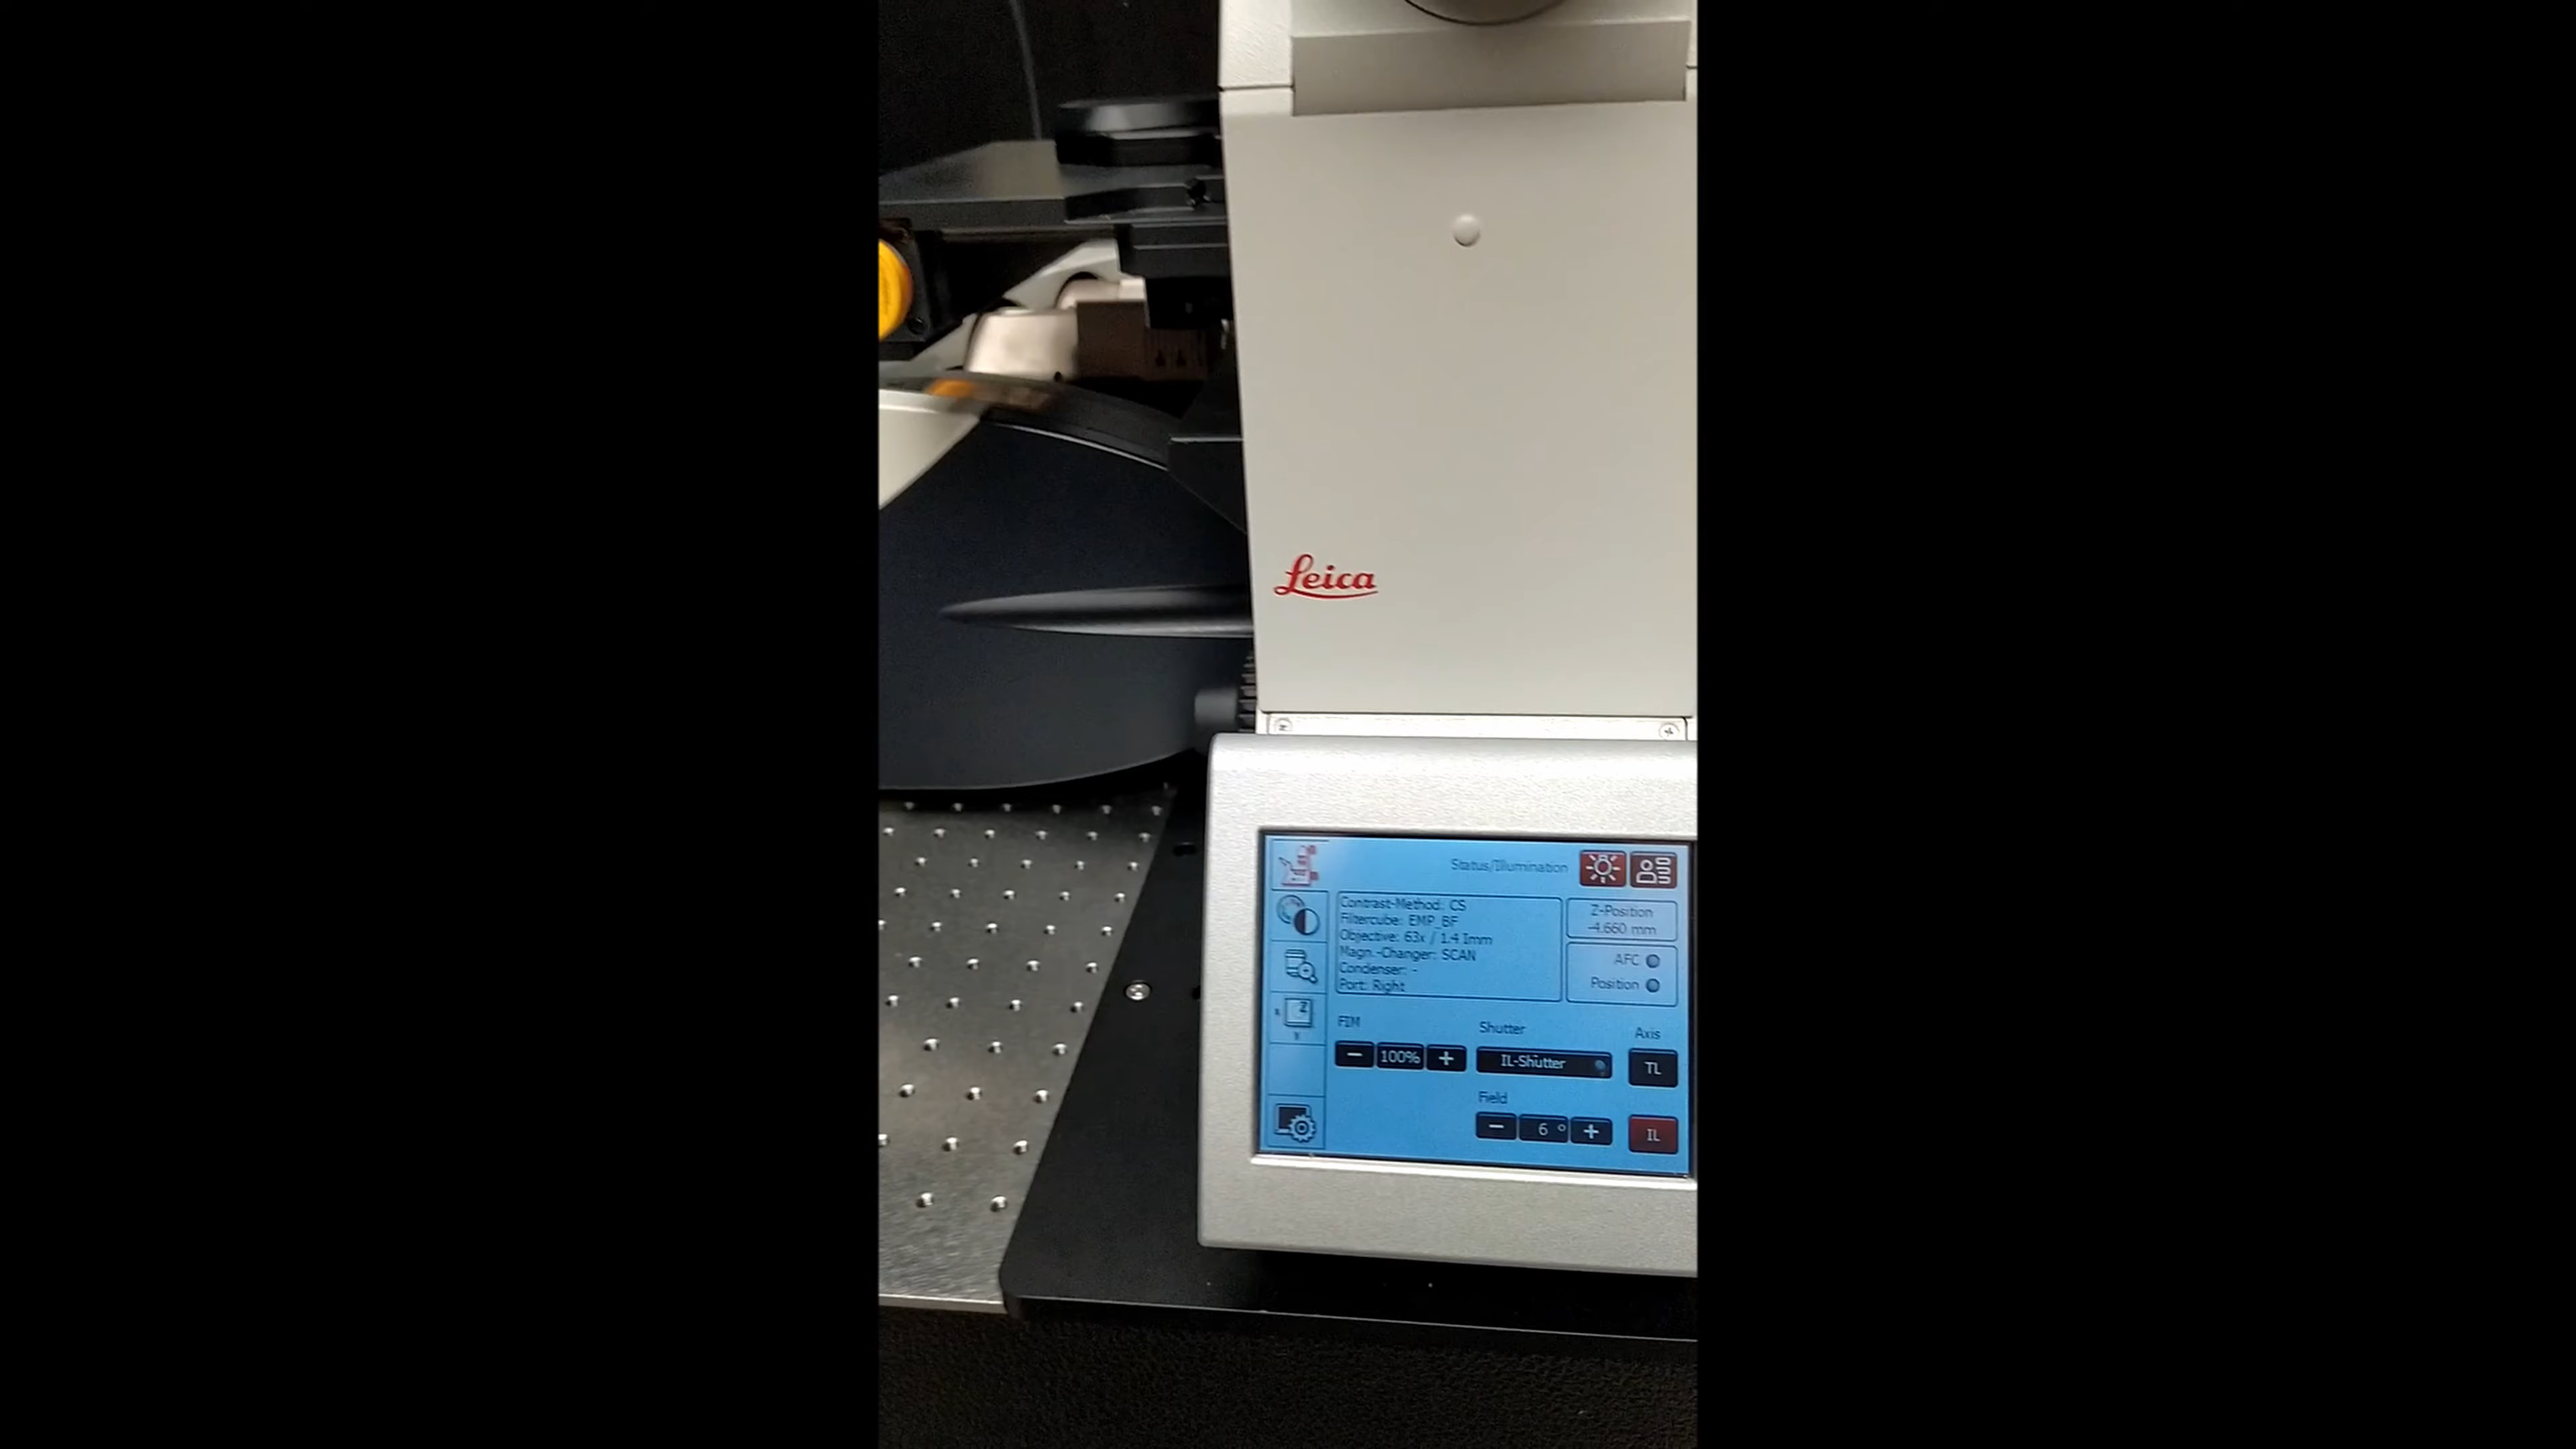 Leica
Status/Illumination
Contrast-Method: CS
Filtercube: EMP_BF
Objective: 63x / 1.4 Imm
Magn.-Changer: SCAN
Condenser: -
Port: Right
Z-Position
-4.660 mm
AFC
Position
FIM
Shutter
Axis
− 100% +
IL-Shutter
TL
Field
− 6 ° +
IL